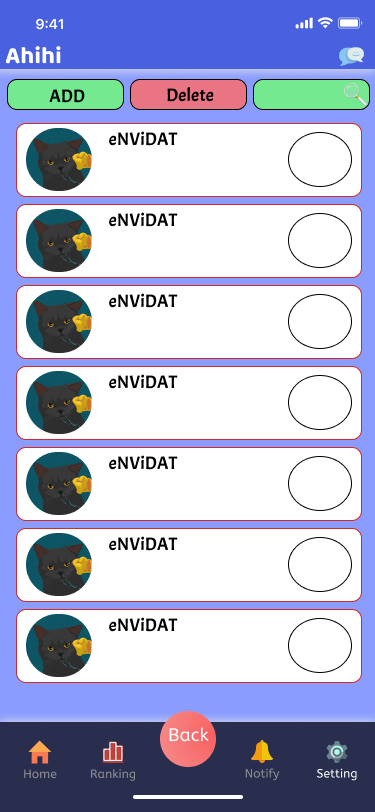 9:41
Ahihi
ADD
Delete
eNViDAT
eNViDAT
eNViDAT
eNViDAT
eNViDAT
eNViDAT
eNViDAT
Back
Home
Ranking
Notify
Setting